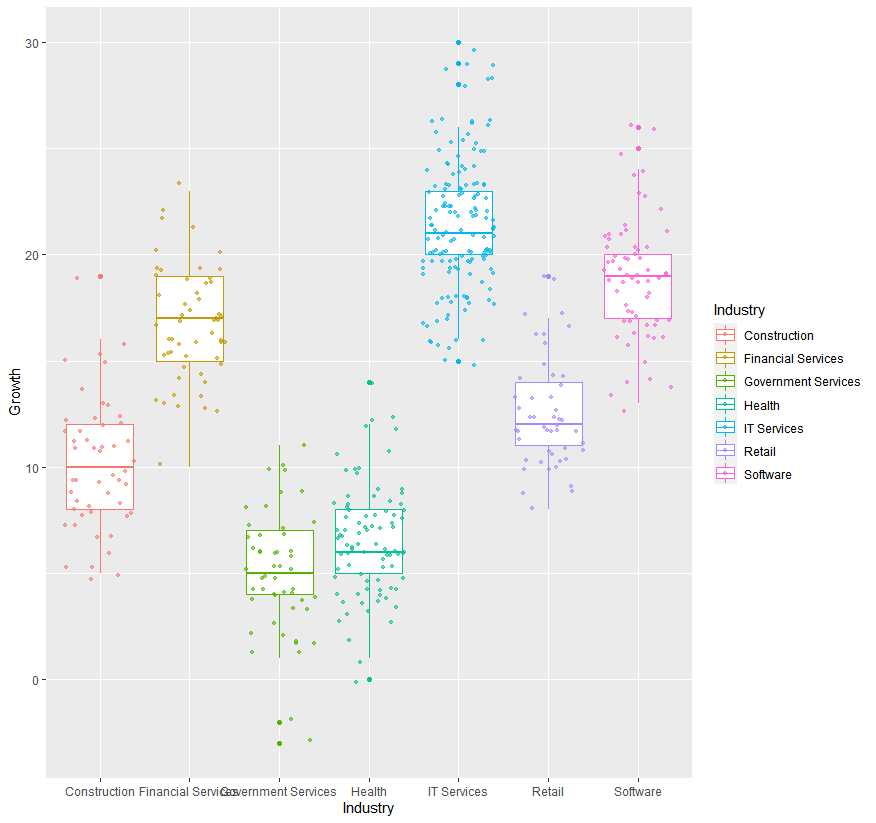 30
20
10
0
Growth
Construction Financial Services Government Services Health IT Services Retail Software
Industry
Industry
Construction
Financial Services
Government Services
Health
IT Services
Retail
Software